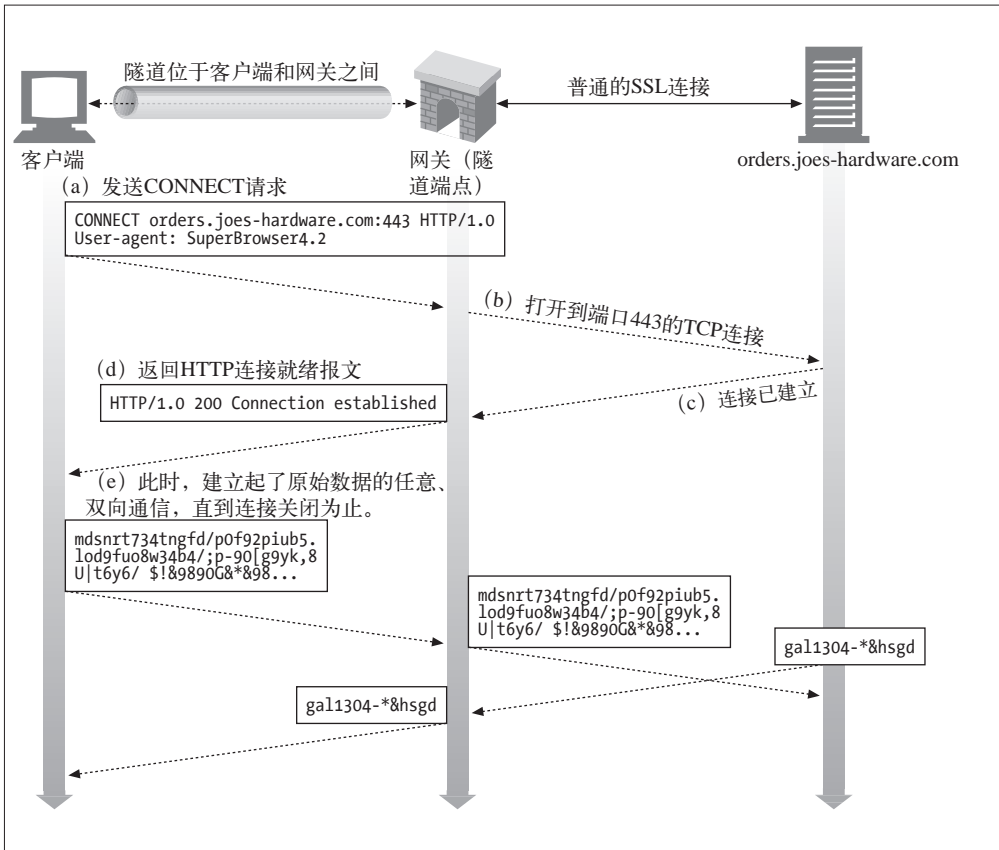 隧道位于客户端和网关之间
普通的SSL连接
客户端
网关（隧
道端点）
orders.joes-hardware.com
（a）发送CONNECT请求
CONNECT orders.joes-hardware.com:443 HTTP/1.0
User-agent: SuperBrowser4.2
（b）打开到端口443的TCP连接
（c）连接已建立
（d）返回HTTP连接就绪报文
HTTP/1.0 200 Connection established
（e）此时，建立起了原始数据的任意、
双向通信，直到连接关闭为止。
mdsnrt734tngfd/p0f92piub5.
lod9fuo8w34b4/;p-90[g9yk,8
U|t6y6/ $!&9890G&*&98...
mdsnrt734tngfd/p0f92piub5.
lod9fuo8w34b4/;p-90[g9yk,8
U|t6y6/ $!&9890G&*&98...
gal1304-*&hsgd
gal1304-*&hsgd